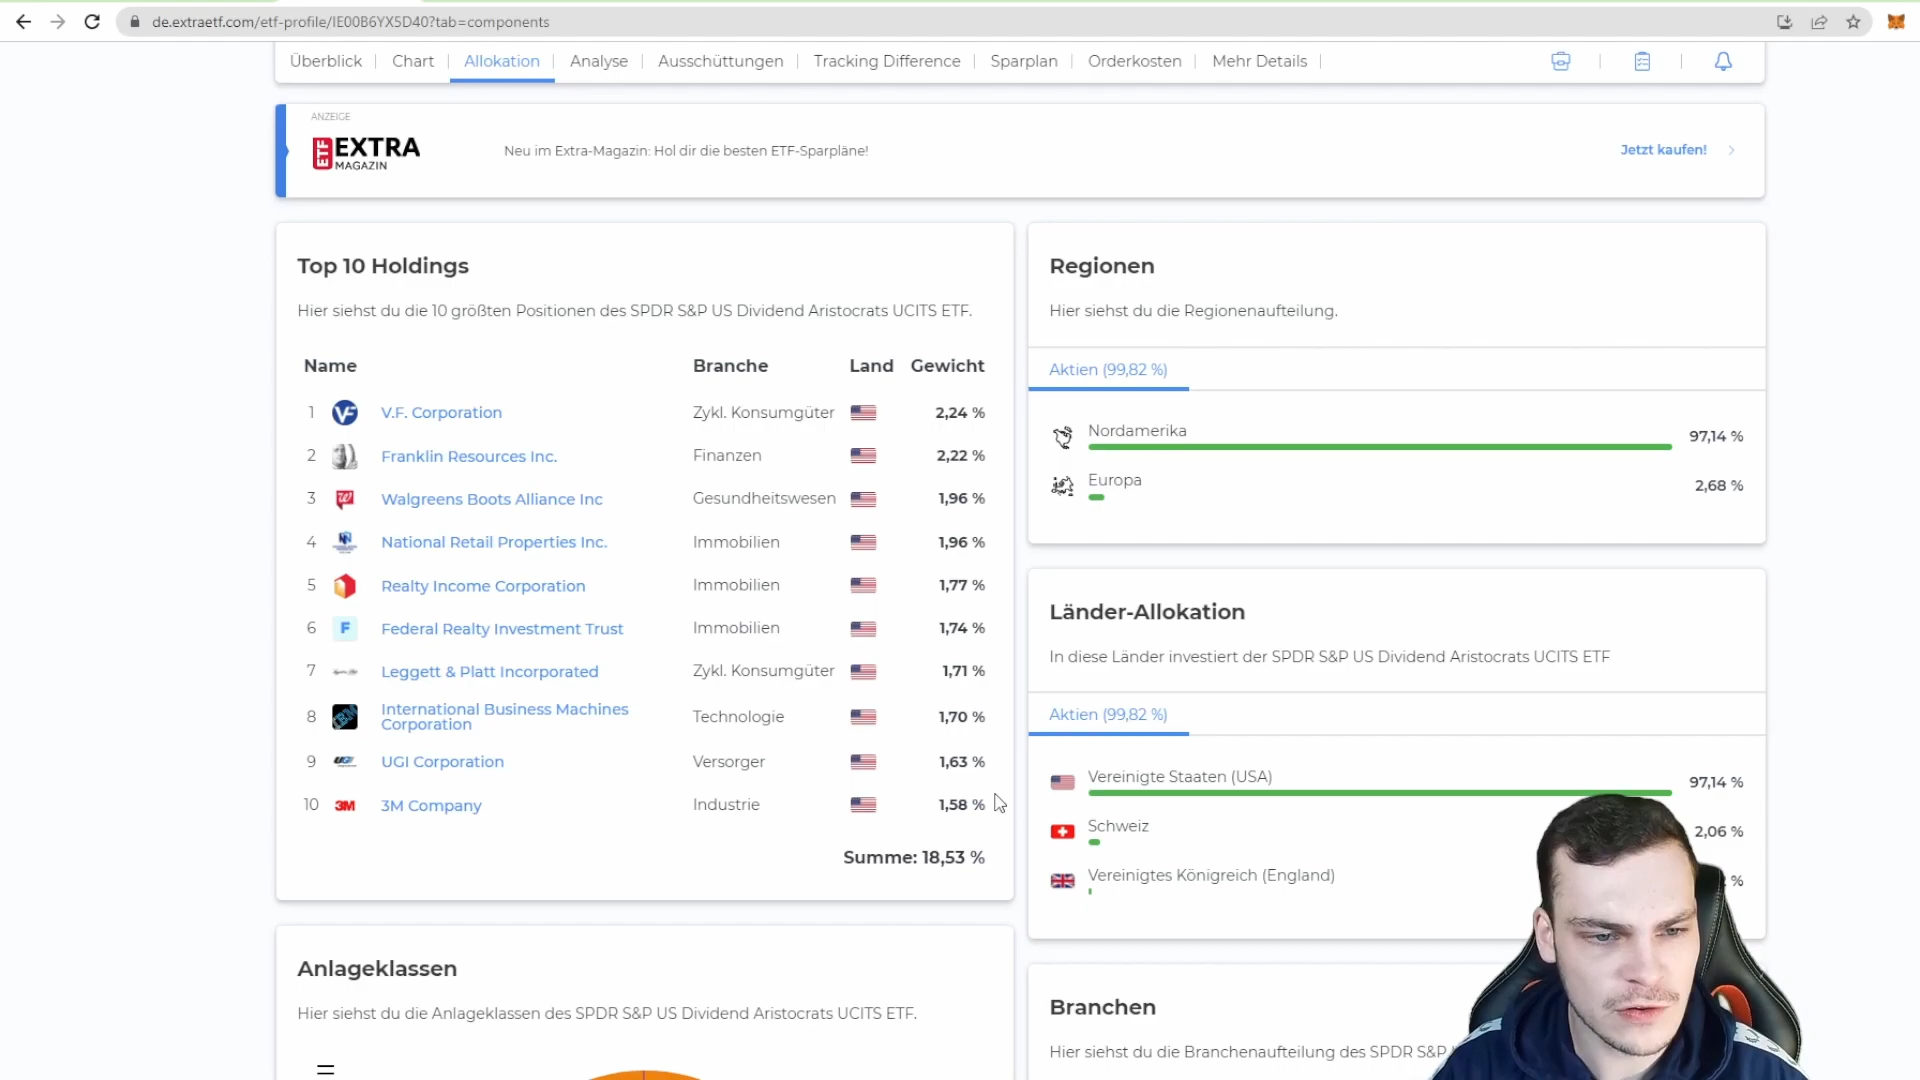 de.extraetf.com/etf-profile/IE00B6YX5D40?tab=components
Überblick
Chart
Allokation
Analyse
Ausschüttungen
Tracking Difference
Sparplan
Orderkosten
Mehr Details
ANZEIGE
ETF EXTRA
MAGAZIN
Neu im Extra-Magazin: Hol dir die besten ETF-Sparpläne!
Jetzt kaufen!
Top 10 Holdings
Hier siehst du die 10 größten Positionen des SPDR S&P US Dividend Aristocrats UCITS ETF.
Name Branche Land Gewicht
1 V.F. Corporation Zykl. Konsumgüter 2,24 %
2 Franklin Resources Inc. Finanzen 2,22 %
3 Walgreens Boots Alliance Inc Gesundheitswesen 1,96 %
4 National Retail Properties Inc. Immobilien 1,96 %
5 Realty Income Corporation Immobilien 1,77 %
6 F Federal Realty Investment Trust Immobilien 1,74 %
7 Leggett & Platt Incorporated Zykl. Konsumgüter 1,71 %
8 IBM International Business Machines
Corporation Technologie 1,70 %
9 UGI UGI Corporation Versorger 1,63 %
10 3M 3M Company Industrie 1,58 %
Summe: 18,53 %
Regionen
Hier siehst du die Regionenaufteilung.
Aktien (99,82 %)
Nordamerika 97,14 %
Europa 2,68 %
Länder-Allokation
In diese Länder investiert der SPDR S&P US Dividend Aristocrats UCITS ETF
Aktien (99,82 %)
Vereinigte Staaten (USA) 97,14 %
Schweiz 2,06 %
Vereinigtes Königreich (England) %
Anlageklassen
Hier siehst du die Anlageklassen des SPDR S&P US Dividend Aristocrats UCITS ETF.
Branchen
Hier siehst du die Branchenaufteilung des SPDR S&P